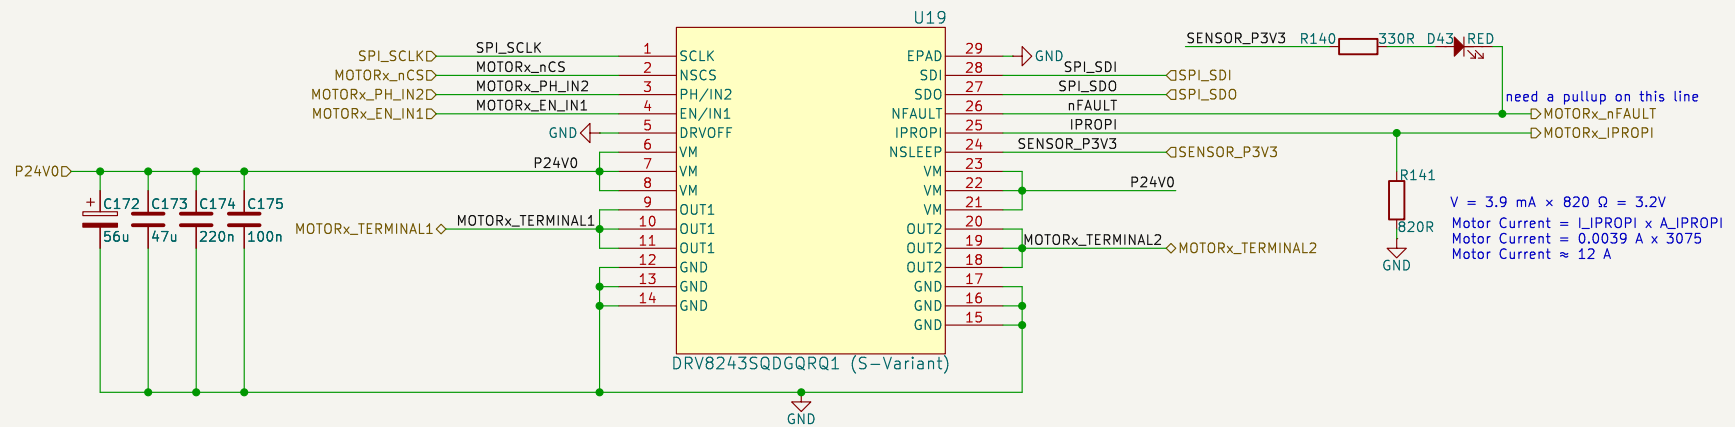 U19
SPI_SCLK SPI_SCLK 1 SCLK EPAD 29 GND
MOTORx_nCS MOTORx_nCS 2 NSCS SDI 28 SPI_SDI SPI_SDI
MOTORx_PH_IN2 MOTORx_PH_IN2 3 PH/IN2 SDO 27 SPI_SDO SPI_SDO
MOTORx_EN_IN1 MOTORx_EN_IN1 4 EN/IN1 NFAULT 26 nFAULT MOTORx_nFAULT
GND 5 DRVOFF IPROPI 25 IPROPI MOTORx_IPROPI
6 VM NSLEEP 24 SENSOR_P3V3 SENSOR_P3V3
P24V0 P24V0 7 VM VM 23
8 VM VM 22 P24V0
9 OUT1 VM 21
MOTORx_TERMINAL1 MOTORx_TERMINAL1 10 OUT1 OUT2 20
11 OUT1 OUT2 19 MOTORx_TERMINAL2 MOTORx_TERMINAL2
12 GND OUT2 18
13 GND GND 17
14 GND GND 16
GND 15
DRV8243SQDGQRQ1 (S-Variant)
SENSOR_P3V3 R140 330R D43 RED
need a pullup on this line
C172 C173 C174 C175
+
56u 47u 220n 100n
R141
820R
GND
V = 3.9 mA × 820 Ω = 3.2V
Motor Current = I_IPROPI x A_IPROPI
Motor Current = 0.0039 A x 3075
Motor Current ≈ 12 A
GND